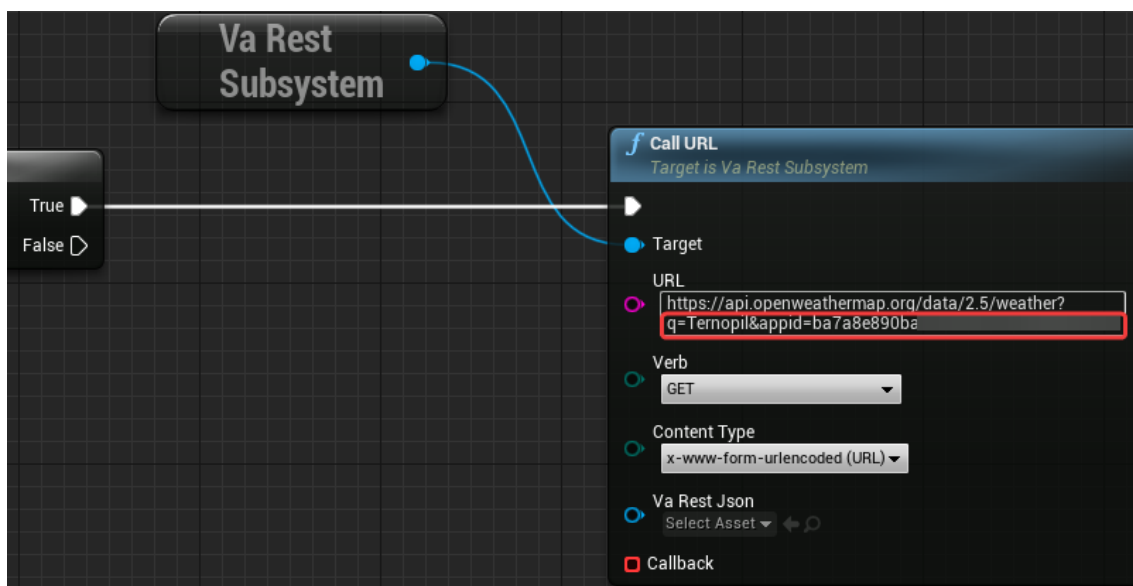 Va Rest
Subsystem
True
False
f Call URL
Target is Va Rest Subsystem
Target
URL
https://api.openweathermap.org/data/2.5/weather?
q=Ternopil&appid=ba7a8e890ba
Verb
GET
Content Type
x-www-form-urlencoded (URL)
Va Rest Json
Select Asset
Callback